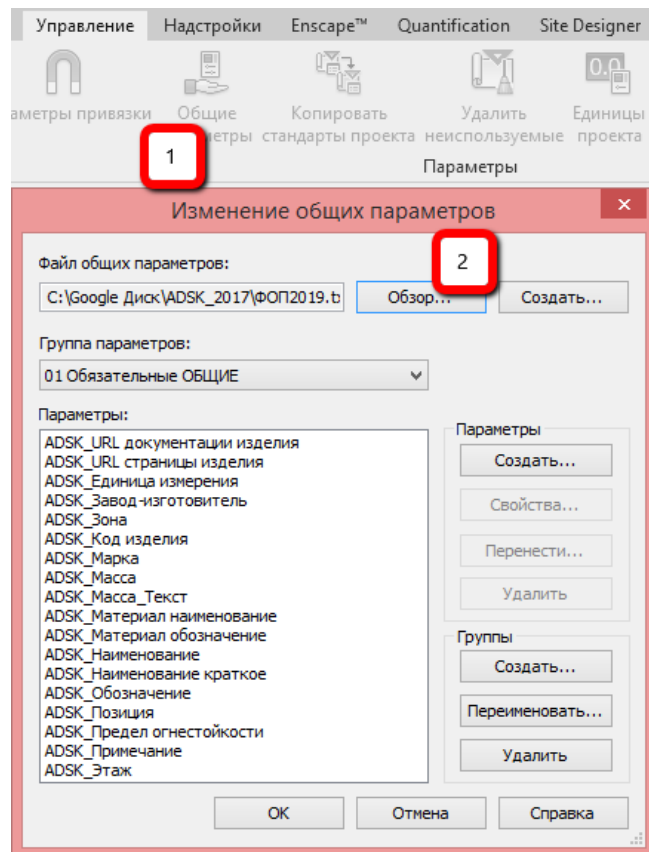 Управление Надстройки Enscape™ Quantification Site Designer
аметры привязки Общие Копировать Удалить Единицы
метры стандарты проекта неиспользуемые проекта
1
Параметры
Изменение общих параметров
2
Файл общих параметров:
C:\Google Диск\ADSK_2017\ФОП2019.t Обзор... Создать...
Группа параметров:
01 Обязательные ОБЩИЕ
Параметры:
ADSK_URL документации изделия
ADSK_URL страницы изделия
ADSK_Единица измерения
ADSK_Завод-изготовитель
ADSK_Зона
ADSK_Код изделия
ADSK_Марка
ADSK_Масса
ADSK_Масса_Текст
ADSK_Материал наименование
ADSK_Материал обозначение
ADSK_Наименование
ADSK_Наименование краткое
ADSK_Обозначение
ADSK_Позиция
ADSK_Предел огнестойкости
ADSK_Примечание
ADSK_Этаж
Параметры
Создать...
Свойства...
Перенести...
Удалить
Группы
Создать...
Переименовать...
Удалить
ОК Отмена Справка